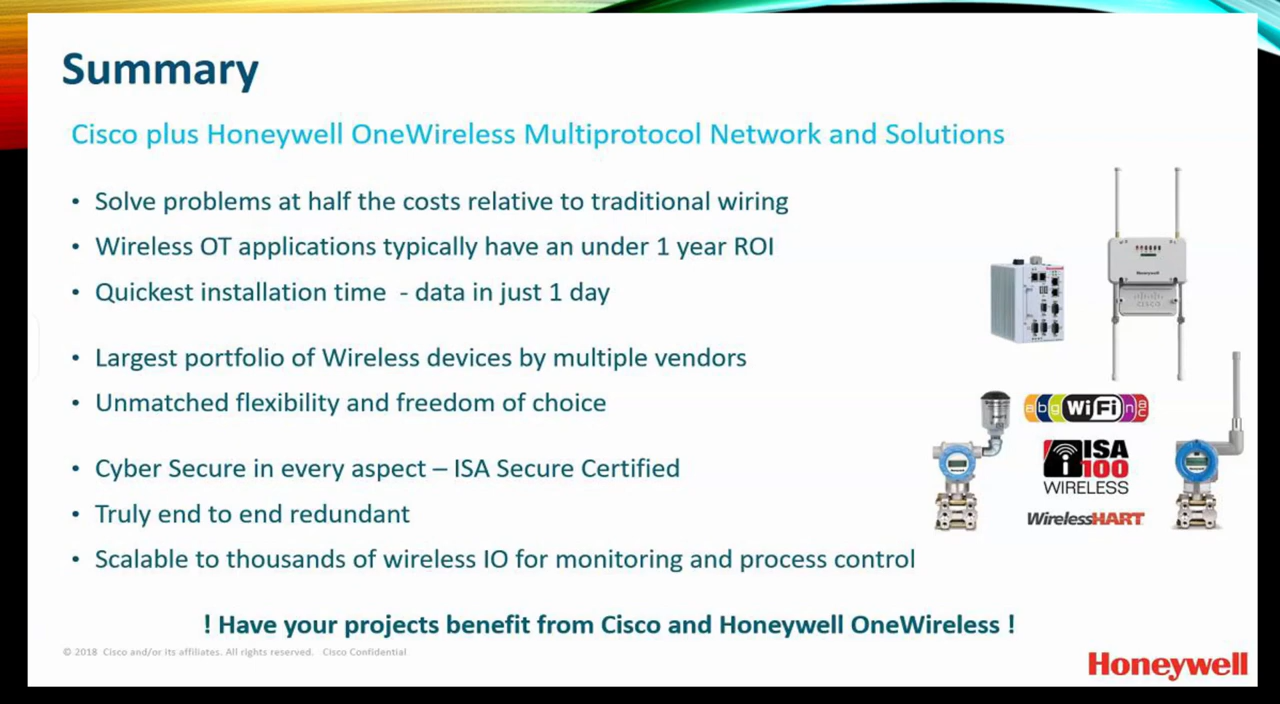 Summary
Cisco plus Honeywell OneWireless Multiprotocol Network and Solutions
• Solve problems at half the costs relative to traditional wiring
• Wireless OT applications typically have an under 1 year ROI
• Quickest installation time - data in just 1 day
• Largest portfolio of Wireless devices by multiple vendors
• Unmatched flexibility and freedom of choice
• Cyber Secure in every aspect – ISA Secure Certified
• Truly end to end redundant
• Scalable to thousands of wireless IO for monitoring and process control
Honeywell
cisco
abg WiFi n AC
ISA
100
WIRELESS
WirelessHART
! Have your projects benefit from Cisco and Honeywell OneWireless !
© 2018 Cisco and/or its affiliates. All rights reserved. Cisco Confidential
Honeywell